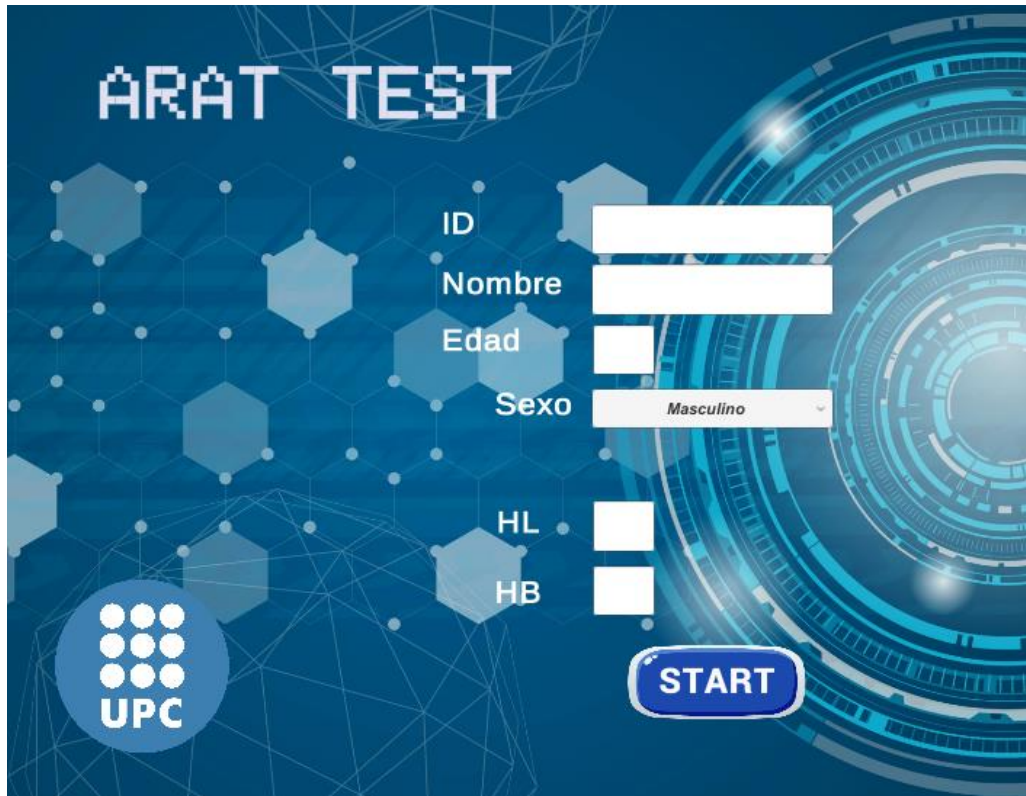 ARAT TEST
ID
Nombre
Edad
Sexo Masculino
HL
HB
START
UPC